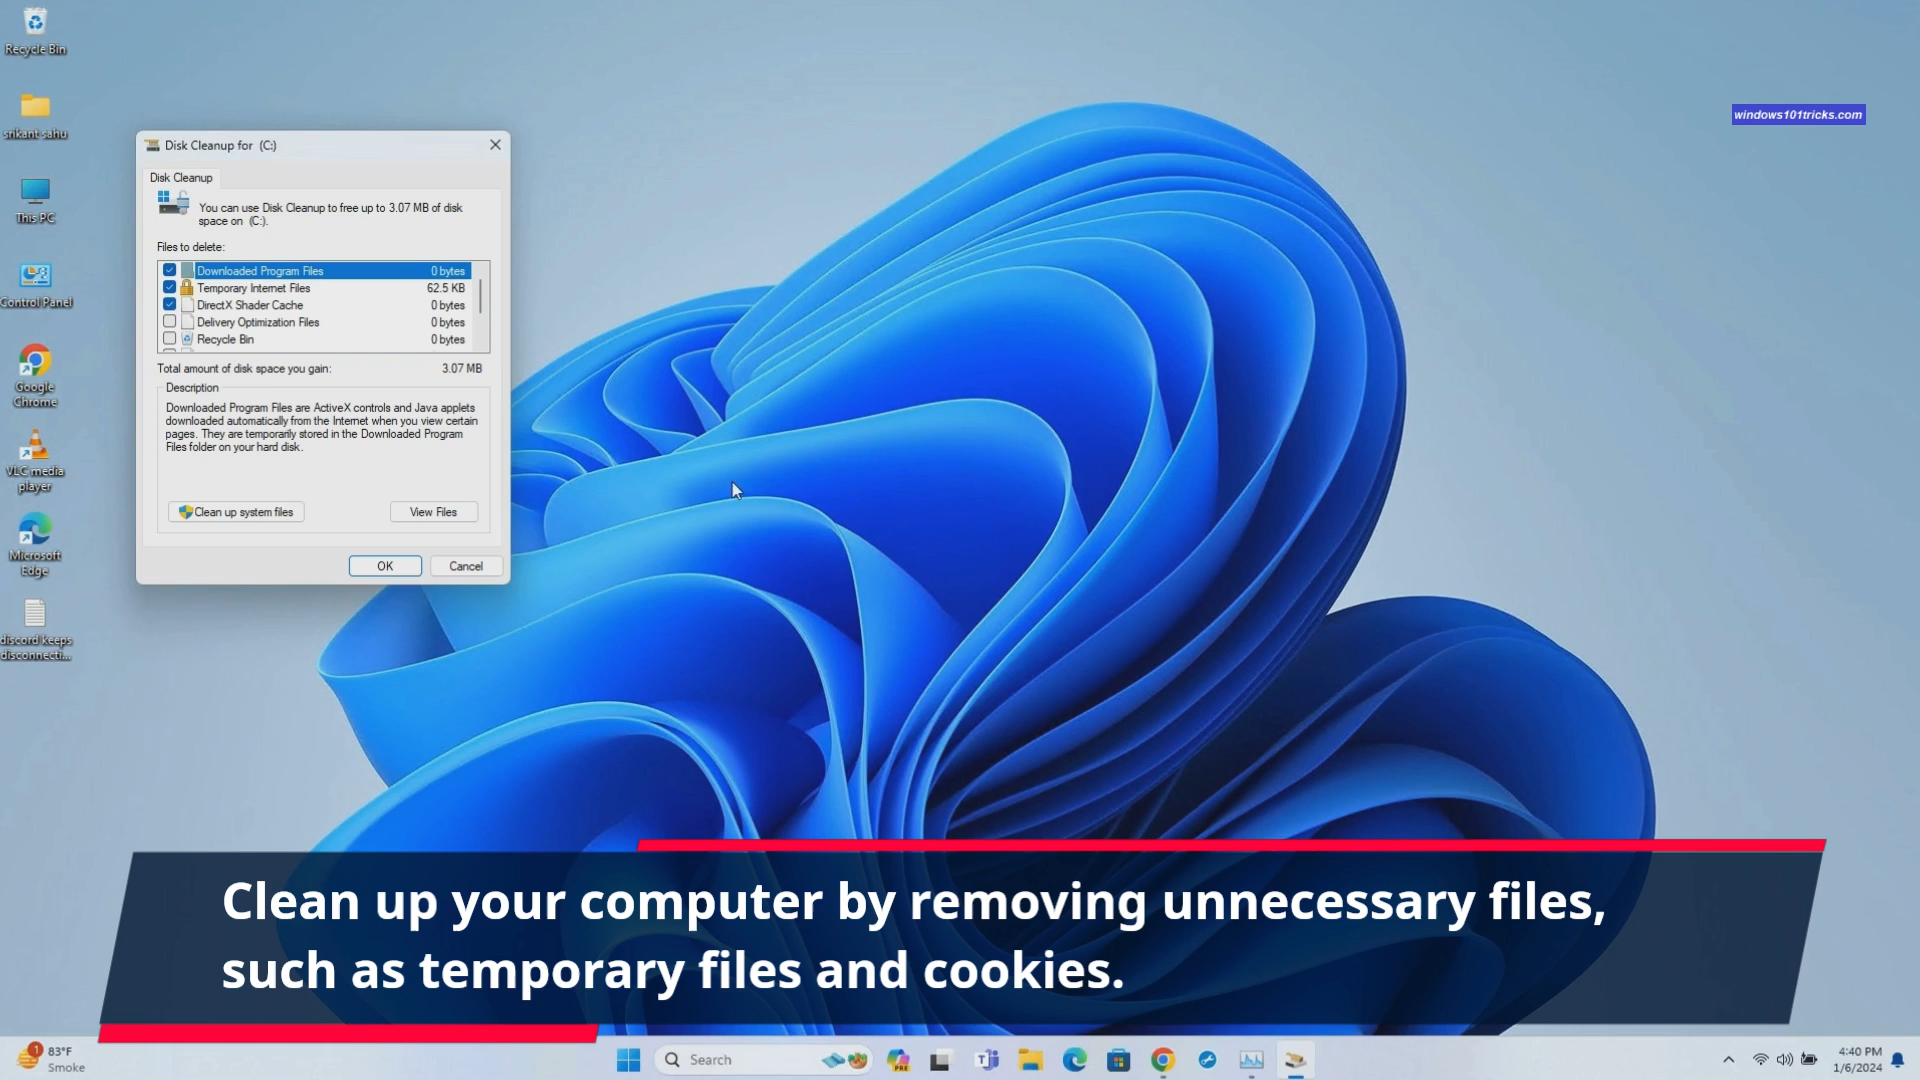 Recycle Bin
srikant sahu
This PC
Control Panel
Google
Chrome
VLC media
player
Microsoft
Edge
discord keeps
disconnecti...
windows101tricks.com
Disk Cleanup for (C:)
Disk Cleanup
You can use Disk Cleanup to free up to 3.07 MB of disk
space on (C:).
Files to delete:
Downloaded Program Files 0 bytes
Temporary Internet Files 62.5 KB
DirectX Shader Cache 0 bytes
Delivery Optimization Files 0 bytes
Recycle Bin 0 bytes
Total amount of disk space you gain: 3.07 MB
Description
Downloaded Program Files are ActiveX controls and Java applets
downloaded automatically from the Internet when you view certain
pages. They are temporarily stored in the Downloaded Program
Files folder on your hard disk.
Clean up system files
View Files
OK
Cancel
Clean up your computer by removing unnecessary files,
such as temporary files and cookies.
1
83°F
Smoke
Search
PRE
4:40 PM
1/6/2024